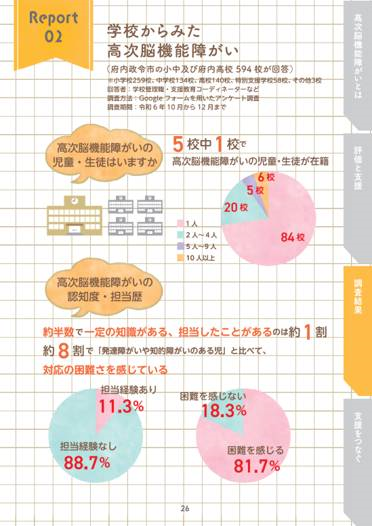 Report
02
学校からみた
高次脳機能障がい
（府内政令市の小中及び府内高校 594 校が回答）
※小学校259校、中学校134校、高校140校、特別支援学校58校、その他3校
回答者：学校管理職・支援教育コーディネーターなど
調査方法：Google フォームを用いたアンケート調査
調査期間：令和 6 年 10 月から 12 月まで
高次脳機能障がいの
児童・生徒はいますか
5 校中 1 校で
高次脳機能障がいの児童・生徒が在籍
6 校
5 校
20 校
84 校
1 人
2 人～4 人
5 人～9 人
10 人以上
高次脳機能障がいの
認知度・担当歴
約半数で一定の知識がある、担当したことがあるのは約 1 割
約 8 割で「発達障がいや知的障がいのある児」と比べて、
対応の困難さを感じている
担当経験あり
11.3%
担当経験なし
88.7%
困難を感じない
18.3%
困難を感じる
81.7%
高次脳機能障がいとは
評価と支援
調査結果
支援をつなぐ
26